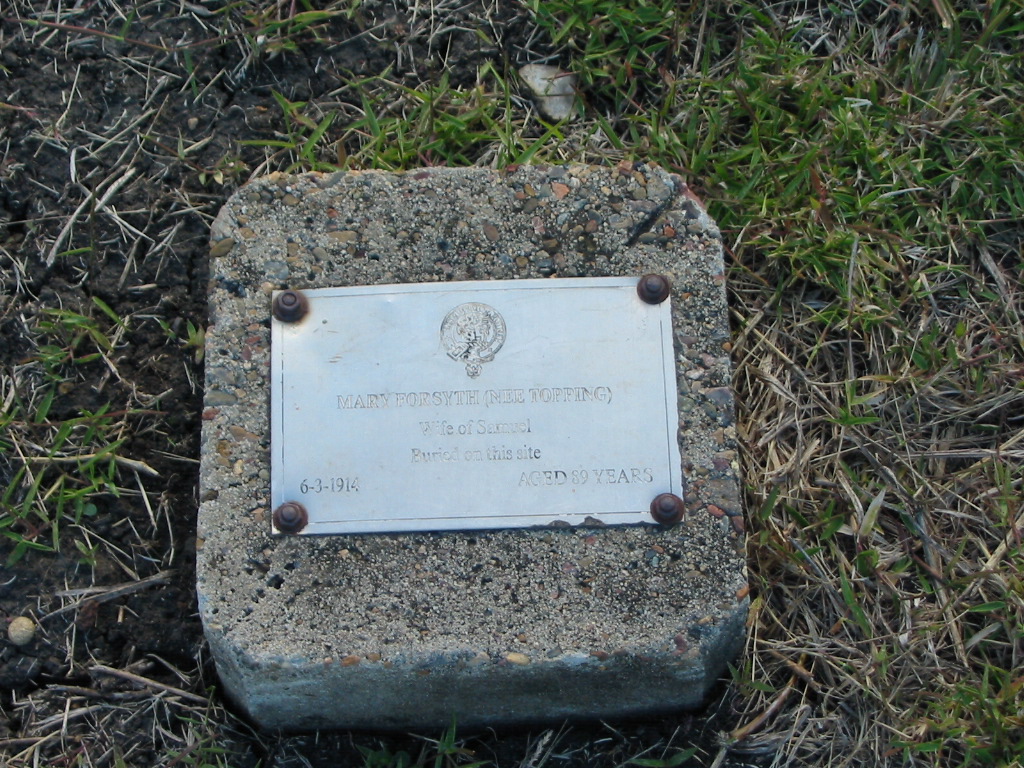 MARY FORSYTH (NEE TOPPING)
Wife of Samuel
Buried on this site
6-3-1914 AGED 89 YEARS